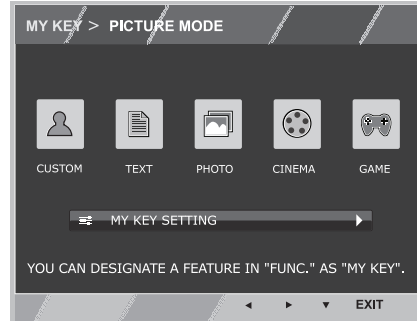 MY KEY > PICTURE MODE
CUSTOM TEXT PHOTO CINEMA GAME
MY KEY SETTING
YOU CAN DESIGNATE A FEATURE IN "FUNC." AS "MY KEY".
EXIT